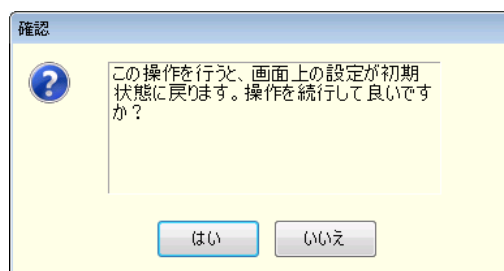 確認
この操作を行うと、画面上の設定が初期
状態に戻ります。操作を続行して良いです
か？
はい
いいえ